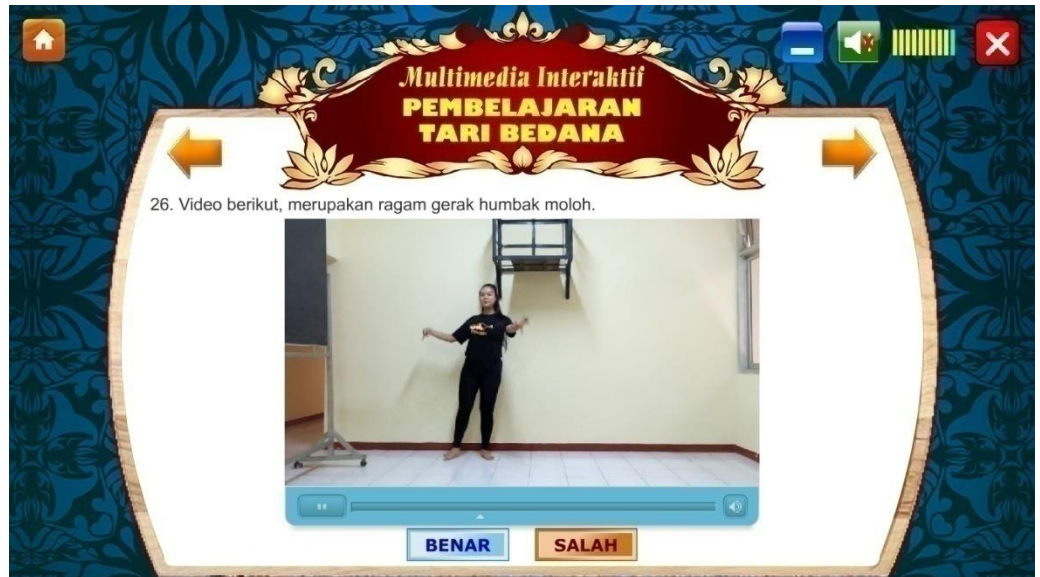 Multimedia Interaktif
PEMBELAJARAN
TARI BEDANA
26. Video berikut, merupakan ragam gerak humbak moloh.
BENAR
SALAH